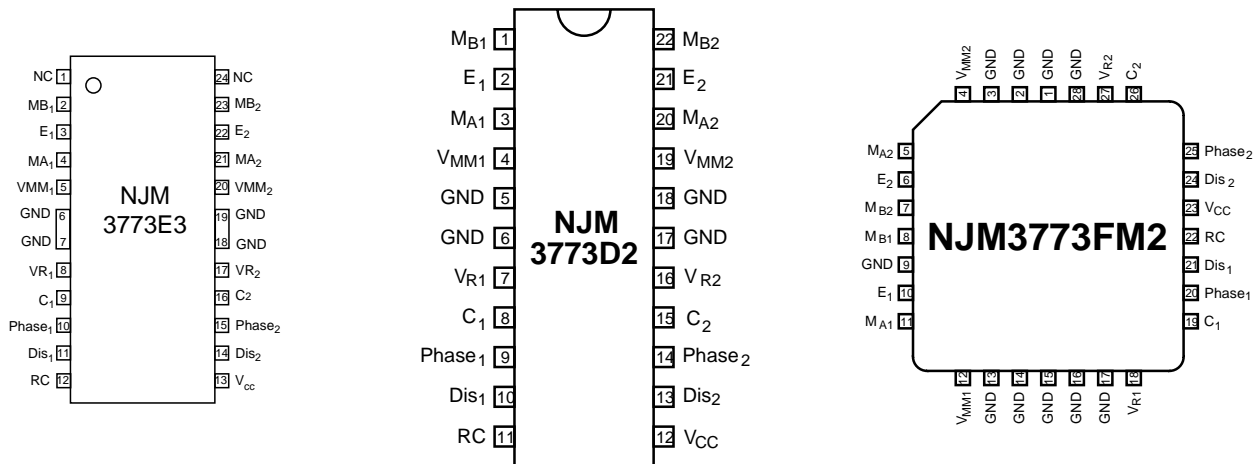 NC 1
MB1 2
E1 3
MA1 4
VMM1 5
GND 6
GND 7
VR1 8
C1 9
Phase1 10
Dis1 11
RC 12
NJM
3773E3
24 NC
23 MB2
22 E2
21 MA2
20 VMM2
19 GND
18 GND
17 VR2
16 C2
15 Phase2
14 Dis2
13 Vcc
MB1 1
E1 2
MA1 3
VMM1 4
GND 5
GND 6
VR1 7
C1 8
Phase1 9
Dis1 10
RC 11
NJM
3773D2
22 MB2
21 E2
20 MA2
19 VMM2
18 GND
17 GND
16 VR2
15 C2
14 Phase2
13 Dis2
12 VCC
4 VMM2
3 GND
2 GND
1 GND
28 GND
27 VR2
26 C2
MA2 5
E2 6
MB2 7
MB1 8
GND 9
E1 10
MA1 11
NJM3773FM2
25 Phase2
24 Dis2
23 VCC
22 RC
21 Dis1
20 Phase1
19 C1
VMM1 12
GND 13
GND 14
GND 15
GND 16
GND 17
VR1 18